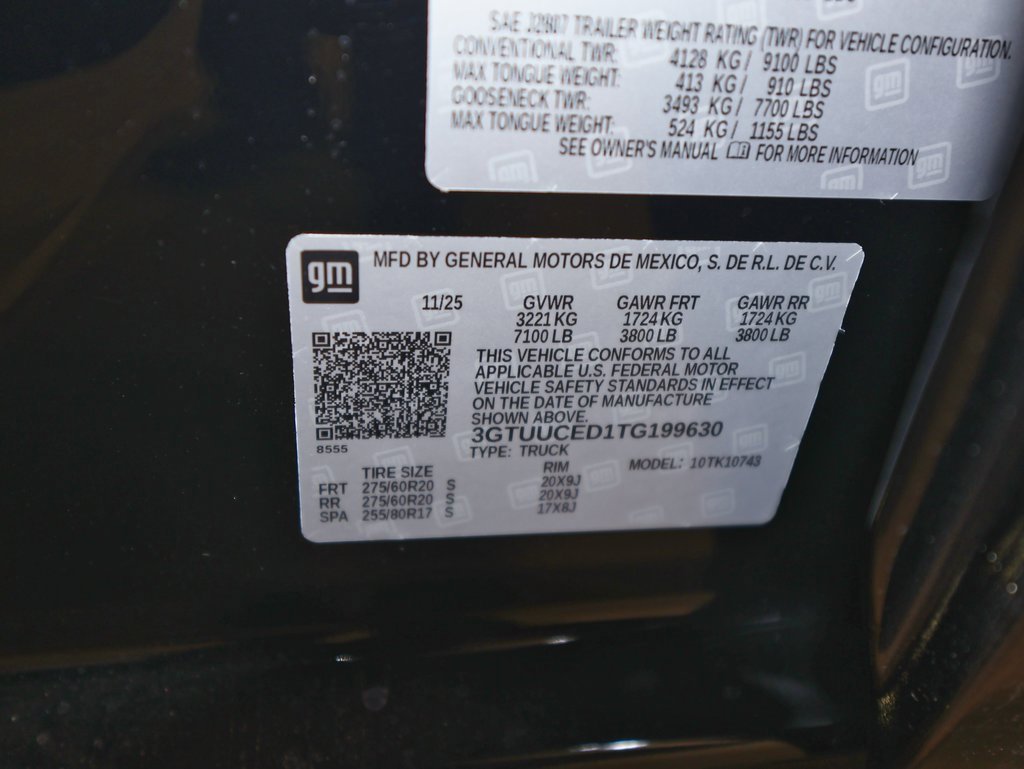 SAE J2807 TRAILER WEIGHT RATING (TWR) FOR VEHICLE CONFIGURATION.
CONVENTIONAL TWR: 4128 KG / 9100 LBS
MAX TONGUE WEIGHT: 413 KG / 910 LBS
GOOSENECK TWR: 3493 KG / 7700 LBS
MAX TONGUE WEIGHT: 524 KG / 1155 LBS
SEE OWNER'S MANUAL FOR MORE INFORMATION
gm MFD BY GENERAL MOTORS DE MEXICO, S. DE R.L. DE C.V.
11/25 GVWR GAWR FRT GAWR RR
3221 KG 1724 KG 1724 KG
7100 LB 3800 LB 3800 LB
THIS VEHICLE CONFORMS TO ALL
APPLICABLE U.S. FEDERAL MOTOR
VEHICLE SAFETY STANDARDS IN EFFECT
ON THE DATE OF MANUFACTURE
SHOWN ABOVE.
3GTUUCED1TG199630
8555 TYPE: TRUCK
TIRE SIZE RIM MODEL: 10TK10743
FRT 275/60R20 S 20X9J
RR 275/60R20 S 20X9J
SPA 255/80R17 S 17X8J